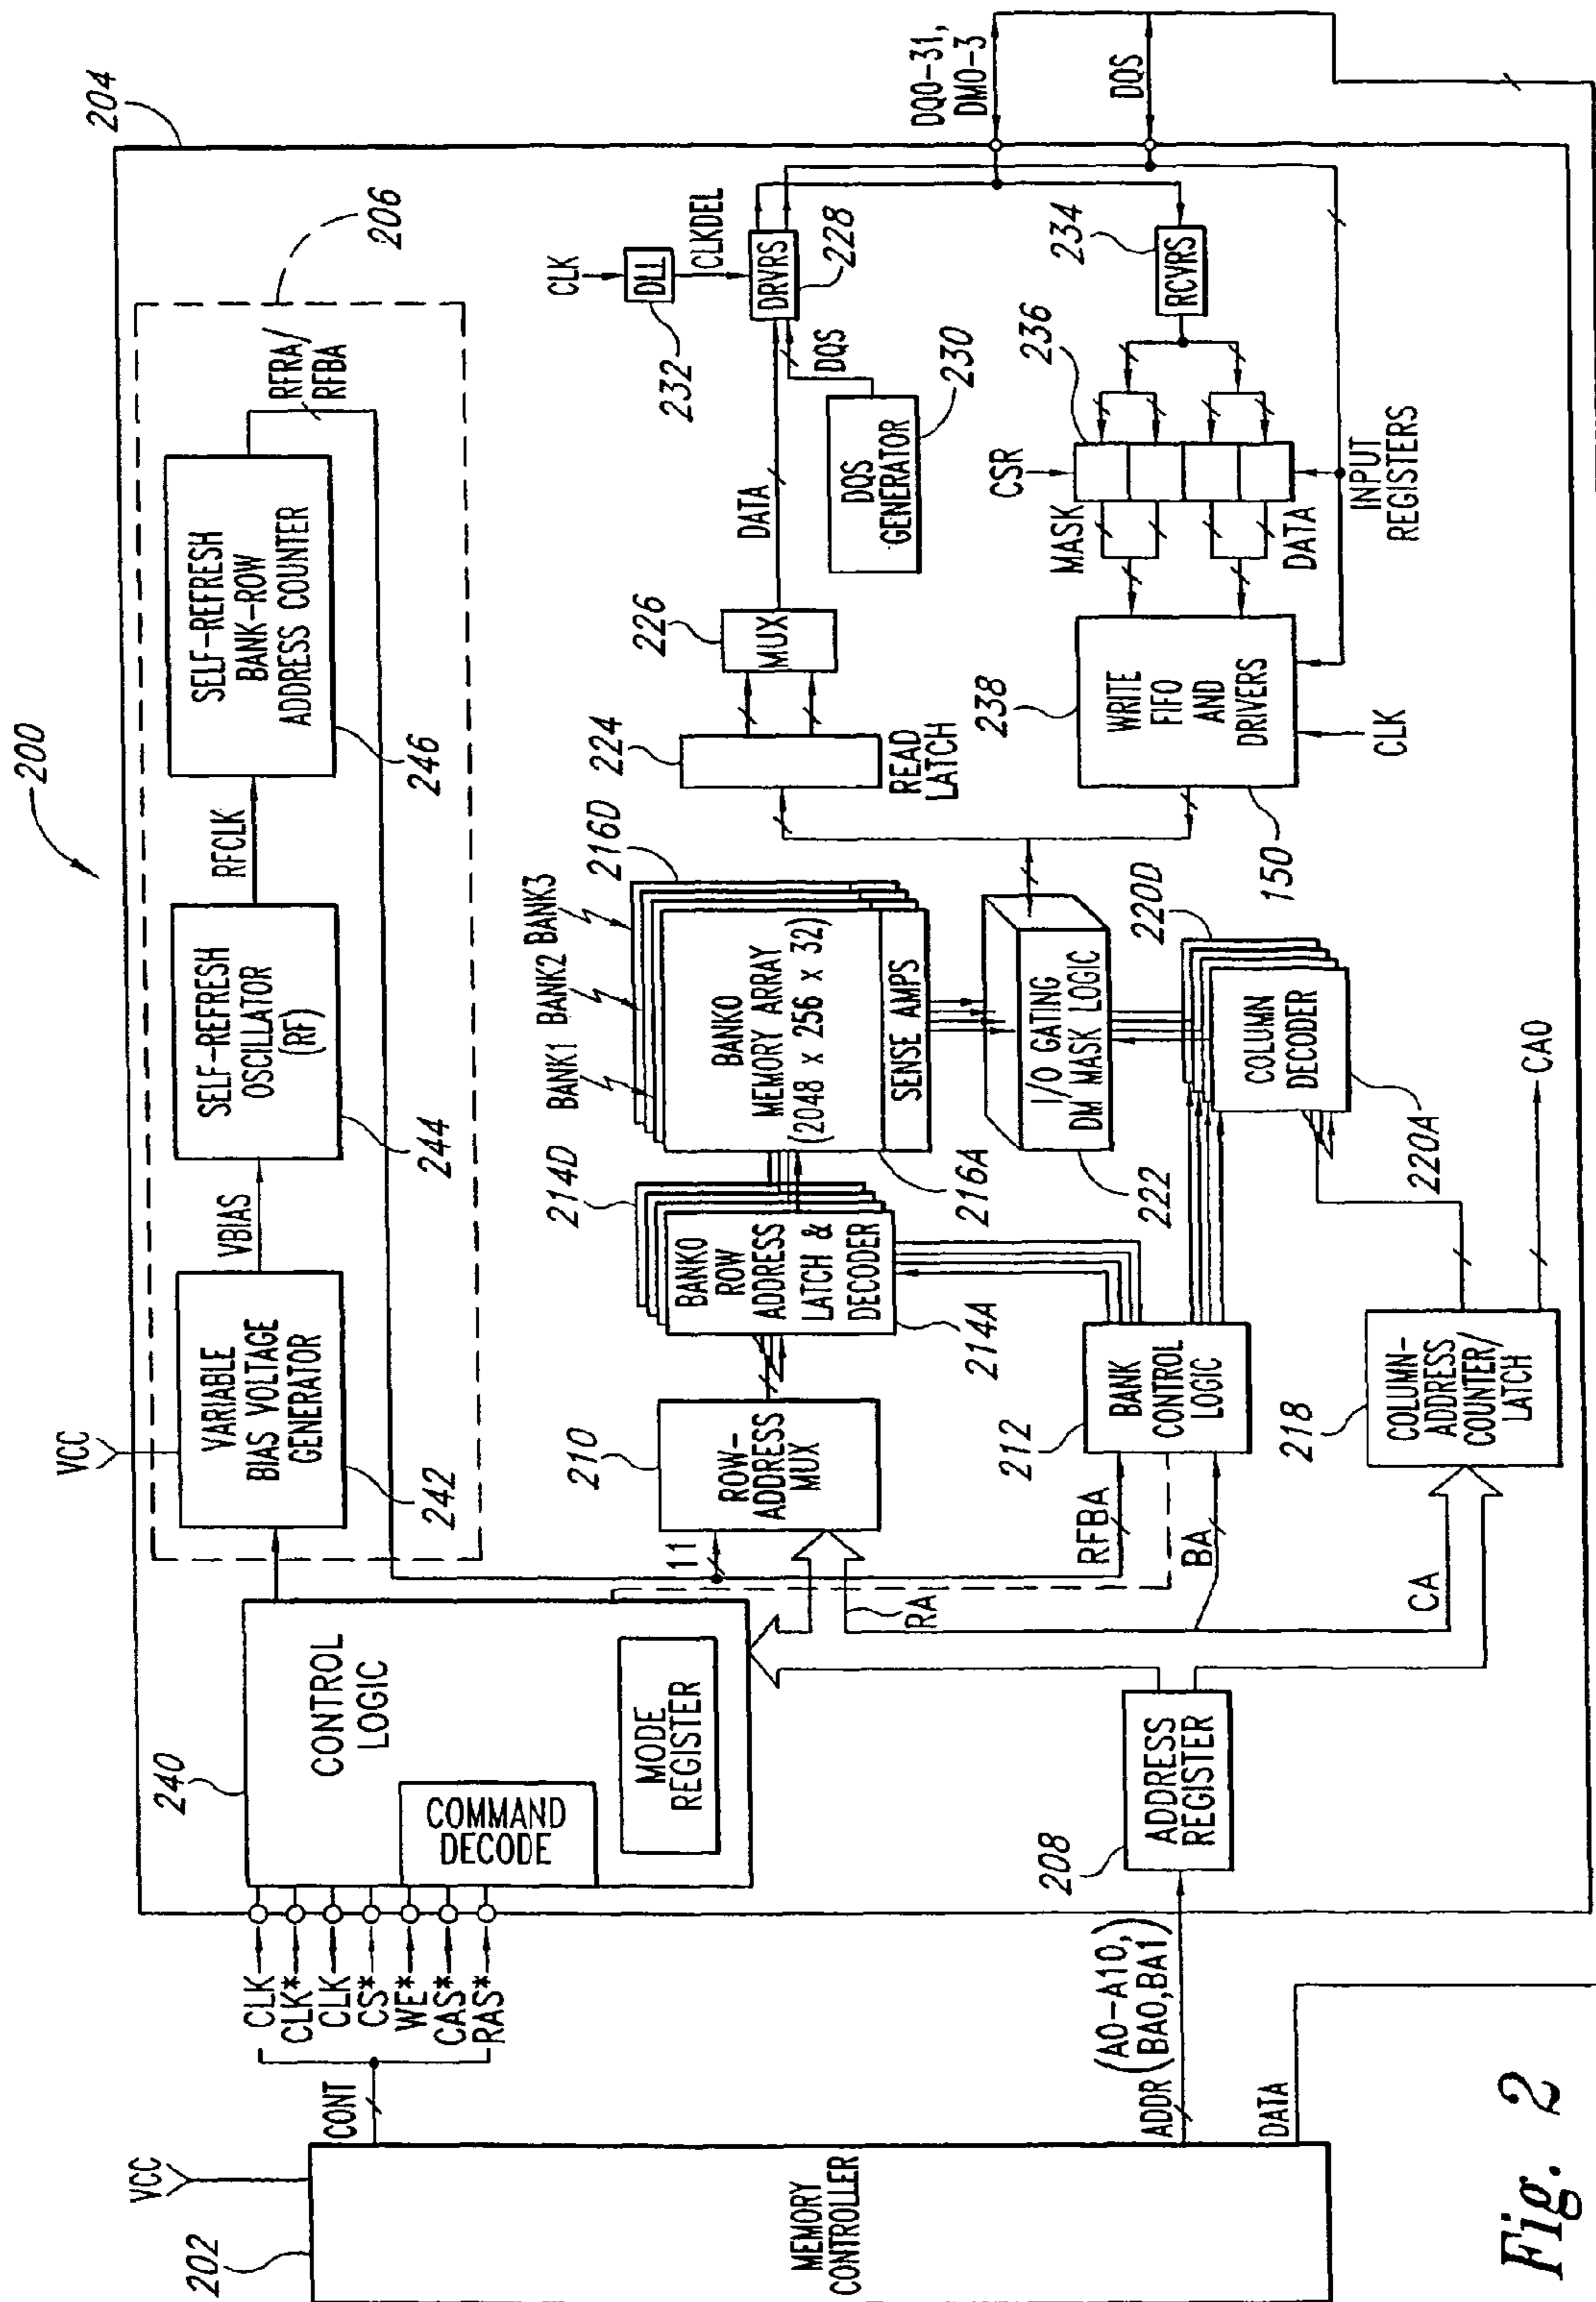 200
204
206
VCC
VARIABLE
BIAS VOLTAGE
GENERATOR
242
VBIAS
SELF-REFRESH
OSCILLATOR
(RF)
244
RFCLK
SELF-REFRESH
BANK-ROW
ADDRESS COUNTER
246
RFRA/
RFBA
VCC
202
MEMORY
CONTROLLER
CONT
CLK
CLK*
CLK
CS*
WE*
CAS*
RAS*
240
CONTROL
LOGIC
COMMAND
DECODE
MODE
REGISTER
ADDR
(A0-A10,
BA0,BA1)
DATA
208
ADDRESS
REGISTER
11
RA
RFBA
BA
CA
210
ROW-
ADDRESS
MUX
212
BANK
CONTROL
LOGIC
218
COLUMN-
ADDRESS
COUNTER/
LATCH
CA0
214D
BANK0
ROW
ADDRESS
LATCH &
DECODER
214A
BANK1 BANK2 BANK3
216D
BANK0
MEMORY ARRAY
(2048 x 256 x 32)
SENSE AMPS
216A
I/O GATING
DM MASK LOGIC
222
220D
COLUMN
DECODER
220A
224
READ
LATCH
226
MUX
DATA
CLK
DLL
232
CLKDEL
DRVRS
228
DQS
DQS
GENERATOR
230
DQ0-31,
DM0-3
DQS
234
RCVRS
236
CSR
MASK
DATA
INPUT
REGISTERS
238
WRITE
FIFO
AND
DRIVERS
150
CLK
Fig. 2